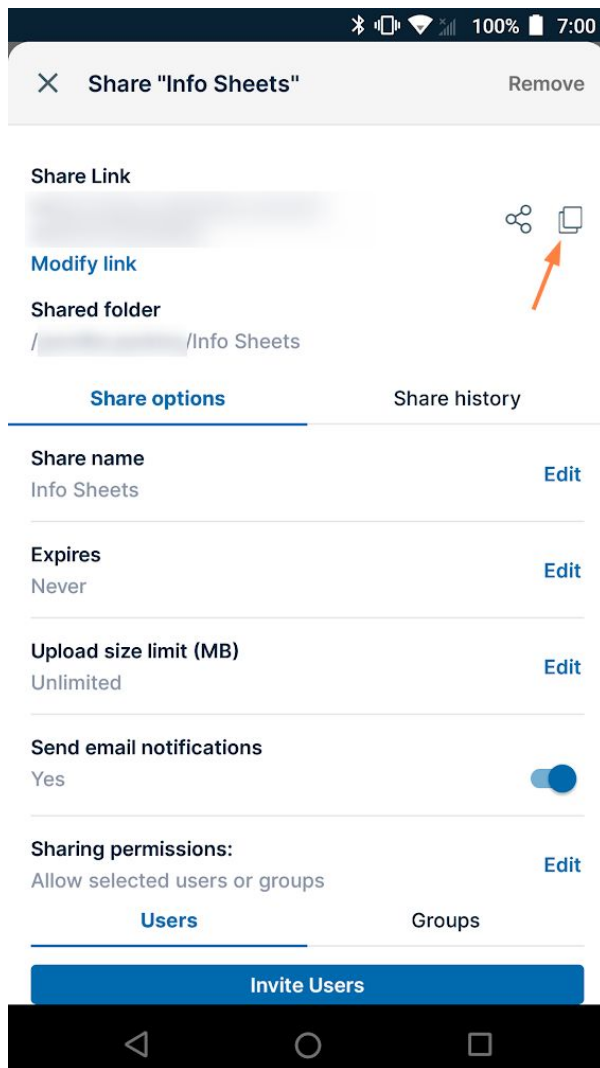 100% 7:00
Share "Info Sheets" Remove
Share Link
Modify link
Shared folder
/ /Info Sheets
Share options Share history
Share name
Info Sheets
Edit
Expires
Never
Edit
Upload size limit (MB)
Unlimited
Edit
Send email notifications
Yes
Sharing permissions:
Allow selected users or groups
Edit
Users Groups
Invite Users